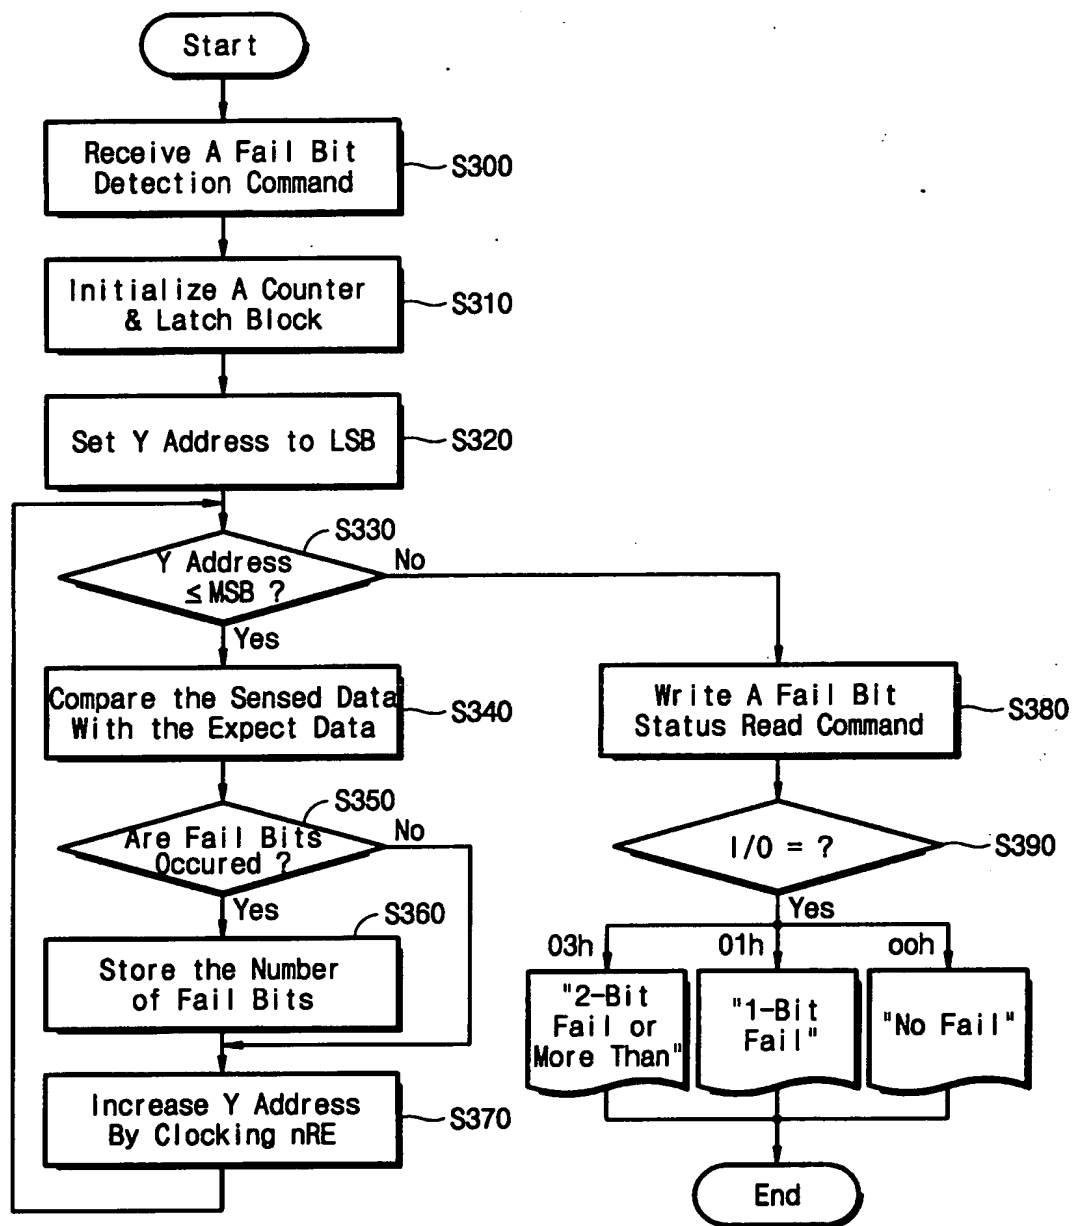 Start
Receive A Fail Bit
Detection Command
S300
Initialize A Counter
& Latch Block
S310
Set Y Address to LSB
S320
S330
Y Address
≤ MSB ?
No
Yes
Compare the Sensed Data
With the Expect Data
S340
S350
Are Fail Bits
Occured ?
No
Yes
S360
Store the Number
of Fail Bits
Increase Y Address
By Clocking nRE
S370
Write A Fail Bit
Status Read Command
S380
I/O = ?
S390
Yes
03h
01h
ooh
"2-Bit
Fail or
More Than"
"1-Bit
Fail"
"No Fail"
End